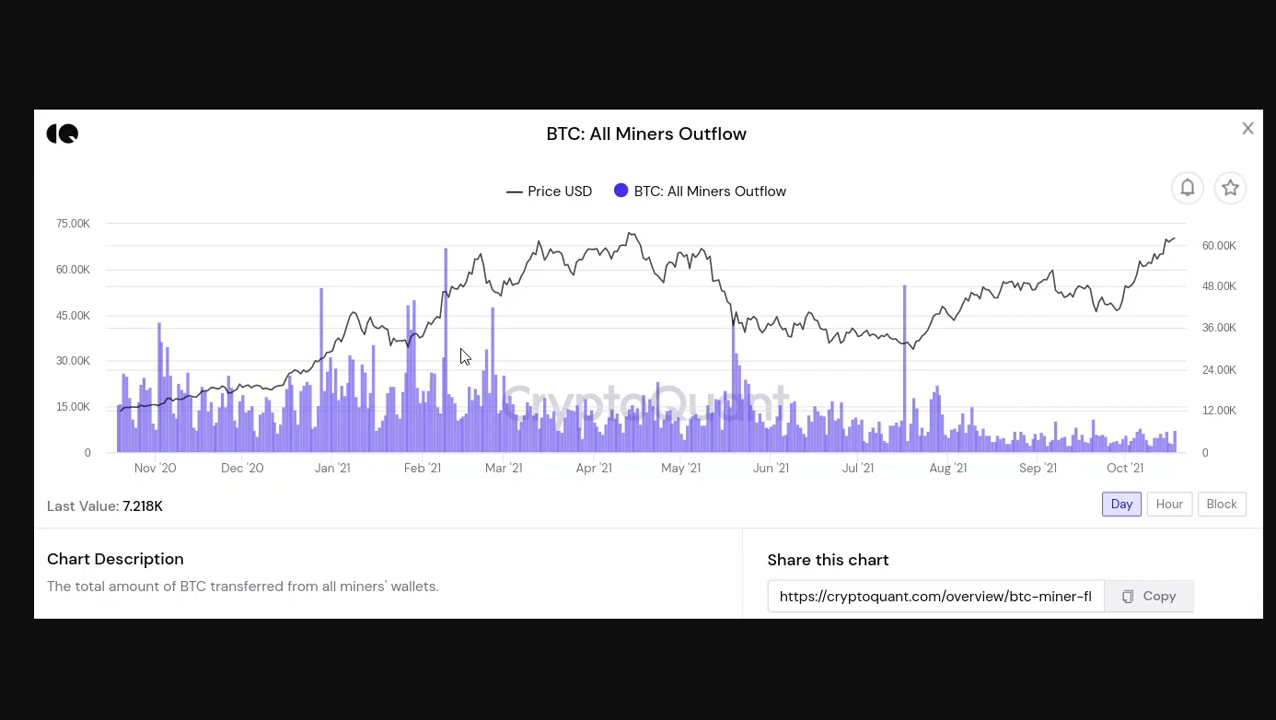 BTC: All Miners Outflow
X
Price USD BTC: All Miners Outflow
75.00K
60.00K 60.00K
48.00K
45.00K
36.00K
30.00K
24.00K
CryptoQuant
15.00K 12.00K
0 0
Nov '20 Dec '20 Jan '21 Feb '21 Mar '21 Apr '21 May '21 Jun '21 Jul '21 Aug '21 Sep '21 Oct '21
Last Value: 7.218K Day Hour Block
Chart Description
The total amount of BTC transferred from all miners' wallets.
Share this chart
https://cryptoquant.com/overview/btc-miner-fl Copy